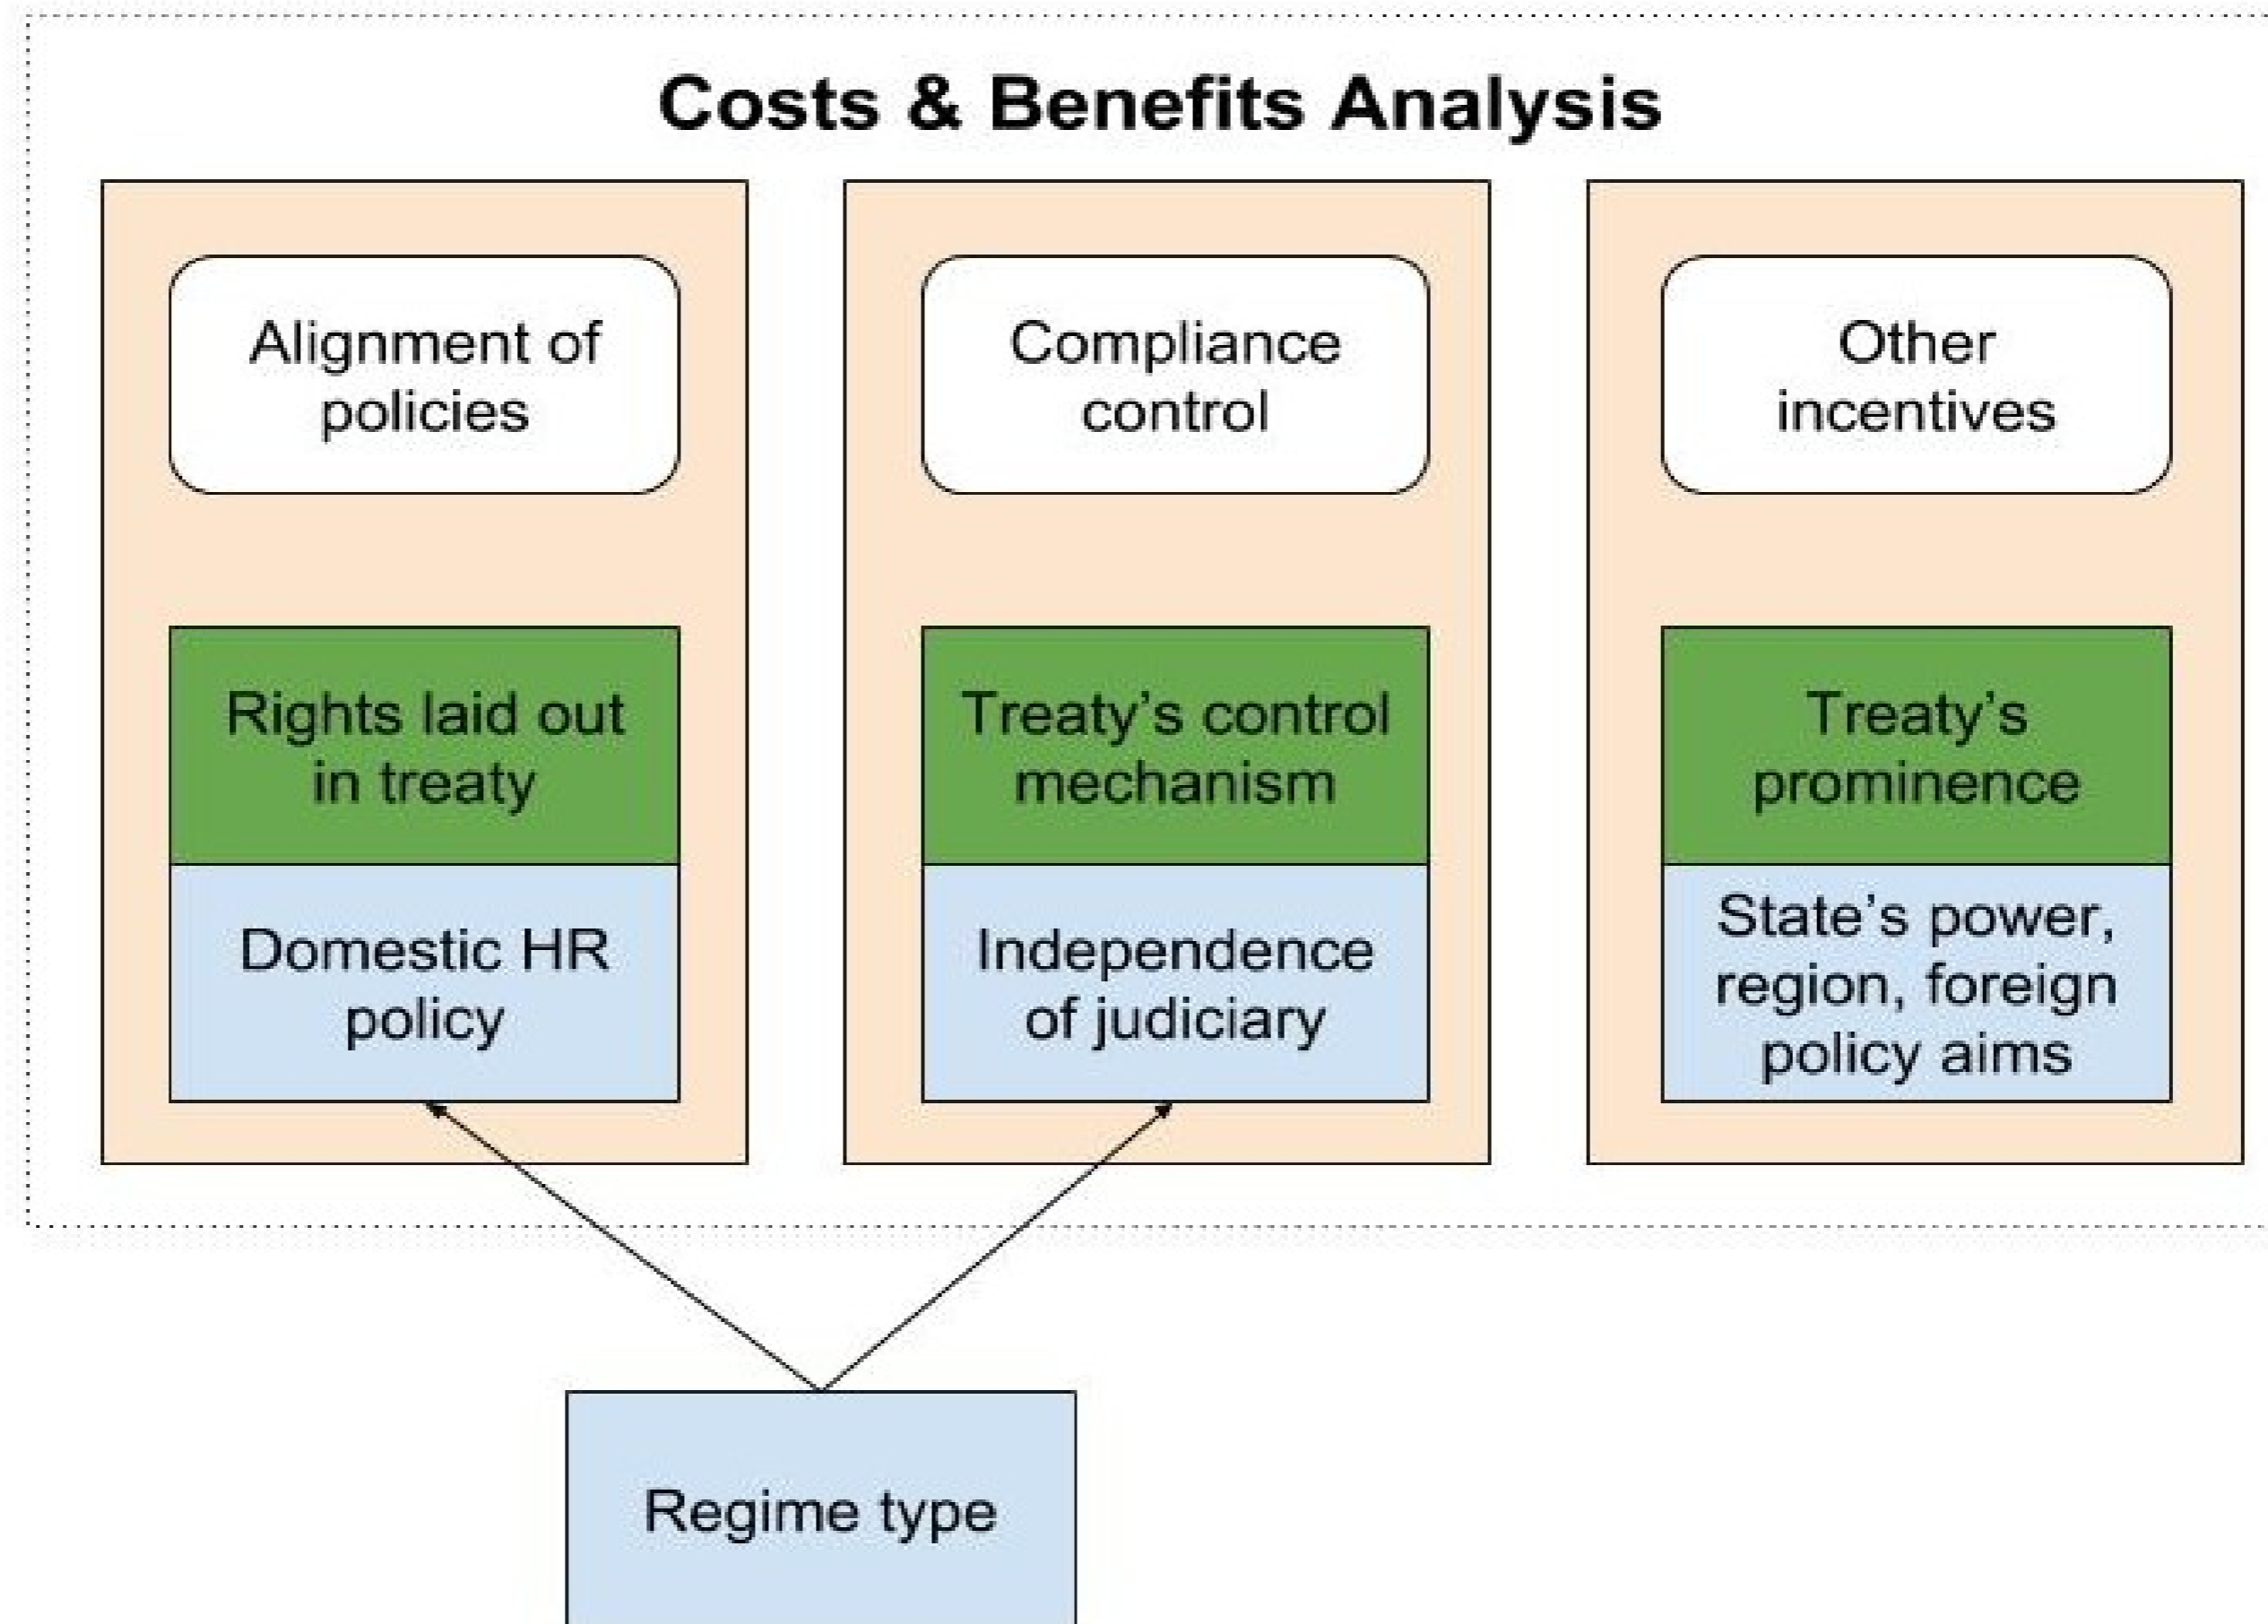 Costs & Benefits Analysis
Alignment of
policies
Compliance
control
Other
incentives
Rights laid out
in treaty
Treaty’s control
mechanism
Treaty’s
prominence
Domestic HR
policy
Independence
of judiciary
State’s power,
region, foreign
policy aims
Regime type